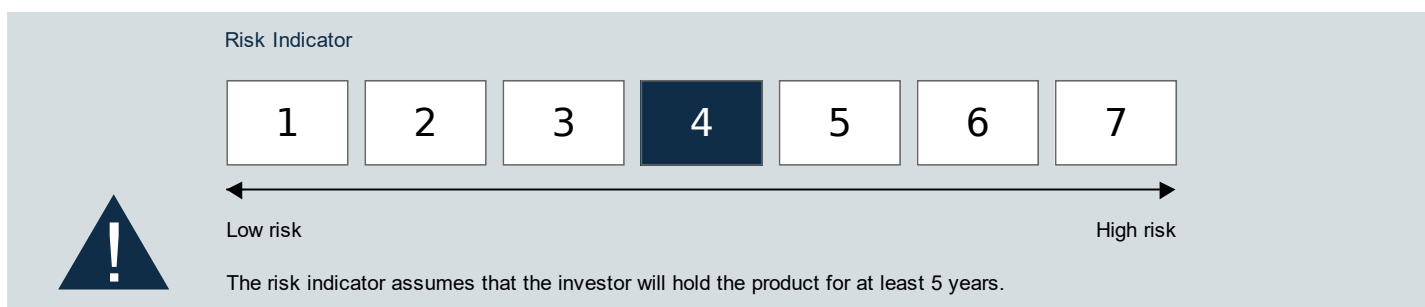 Risk Indicator
1 2 3 4 5 6 7
Low risk High risk
!
The risk indicator assumes that the investor will hold the product for at least 5 years.